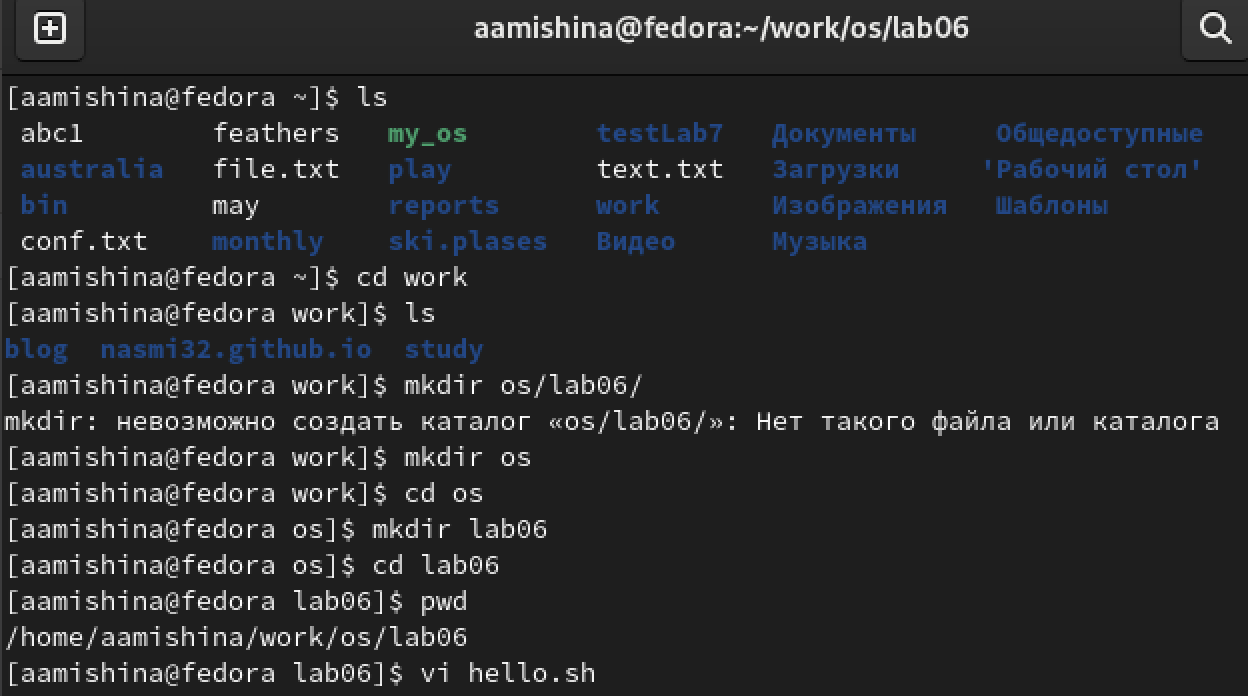 aamishina@fedora:~/work/os/lab06
[aamishina@fedora ~]$ ls
abc1 feathers my_os testLab7 Документы Общедоступные
australia file.txt play text.txt Загрузки 'Рабочий стол'
bin may reports work Изображения Шаблоны
conf.txt monthly ski.plases Видео Музыка
[aamishina@fedora ~]$ cd work
[aamishina@fedora work]$ ls
blog nasmi32.github.io study
[aamishina@fedora work]$ mkdir os/lab06/
mkdir: невозможно создать каталог «os/lab06/»: Нет такого файла или каталога
[aamishina@fedora work]$ mkdir os
[aamishina@fedora work]$ cd os
[aamishina@fedora os]$ mkdir lab06
[aamishina@fedora os]$ cd lab06
[aamishina@fedora lab06]$ pwd
/home/aamishina/work/os/lab06
[aamishina@fedora lab06]$ vi hello.sh